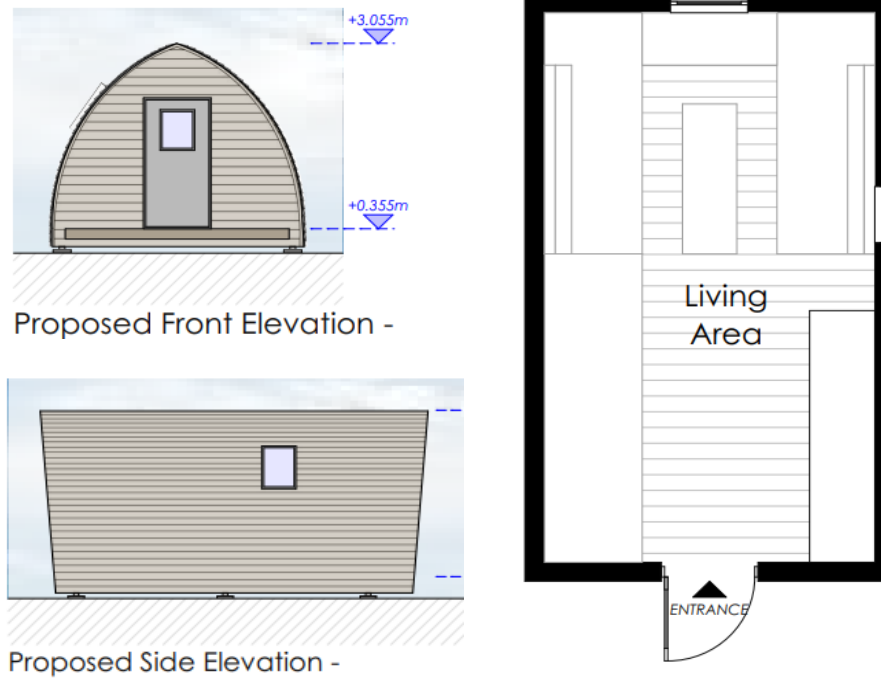 +3.055m
+0.355m
Proposed Front Elevation -
Proposed Side Elevation -
Living
Area
ENTRANCE